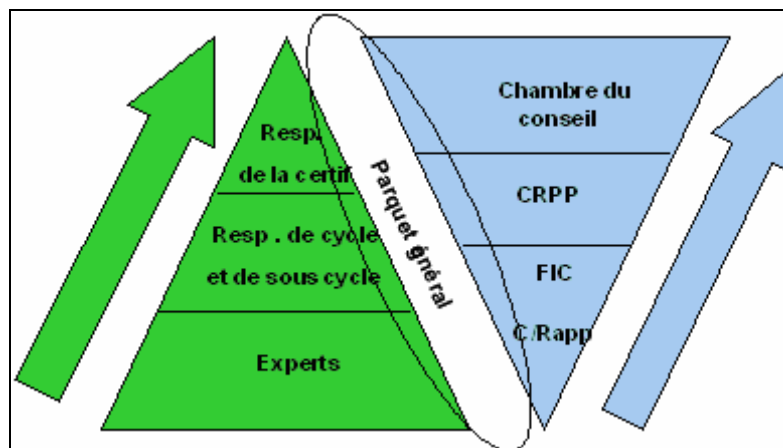 Resp.
de la certif
Resp . de cycle
et de sous cycle
Experts
Parquet général
Chambre du
conseil
CRPP
FIC
C/Rapp